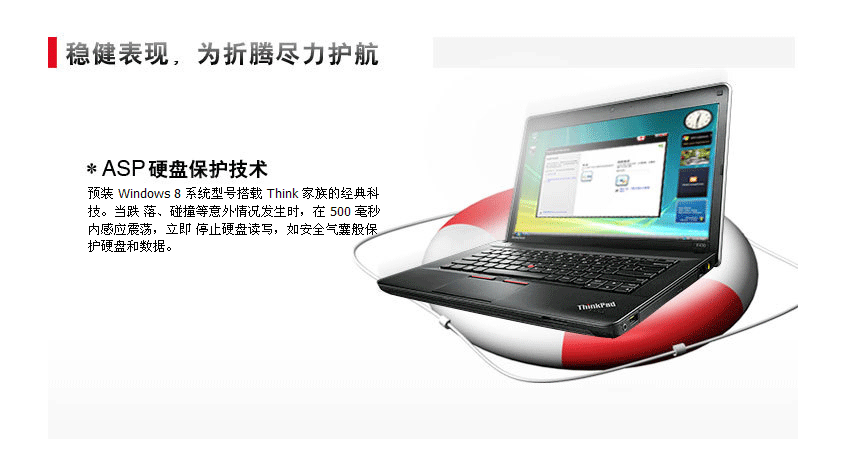 稳健表现，为折腾尽力护航
* ASP 硬盘保护技术
预装 Windows 8 系统型号搭载 Think 家族的经典科
技。当跌 落、碰撞等意外情况发生时，在 500 毫秒
内感应震荡，立即 停止硬盘读写，如安全气囊般保
护硬盘和数据。
ThinkPad